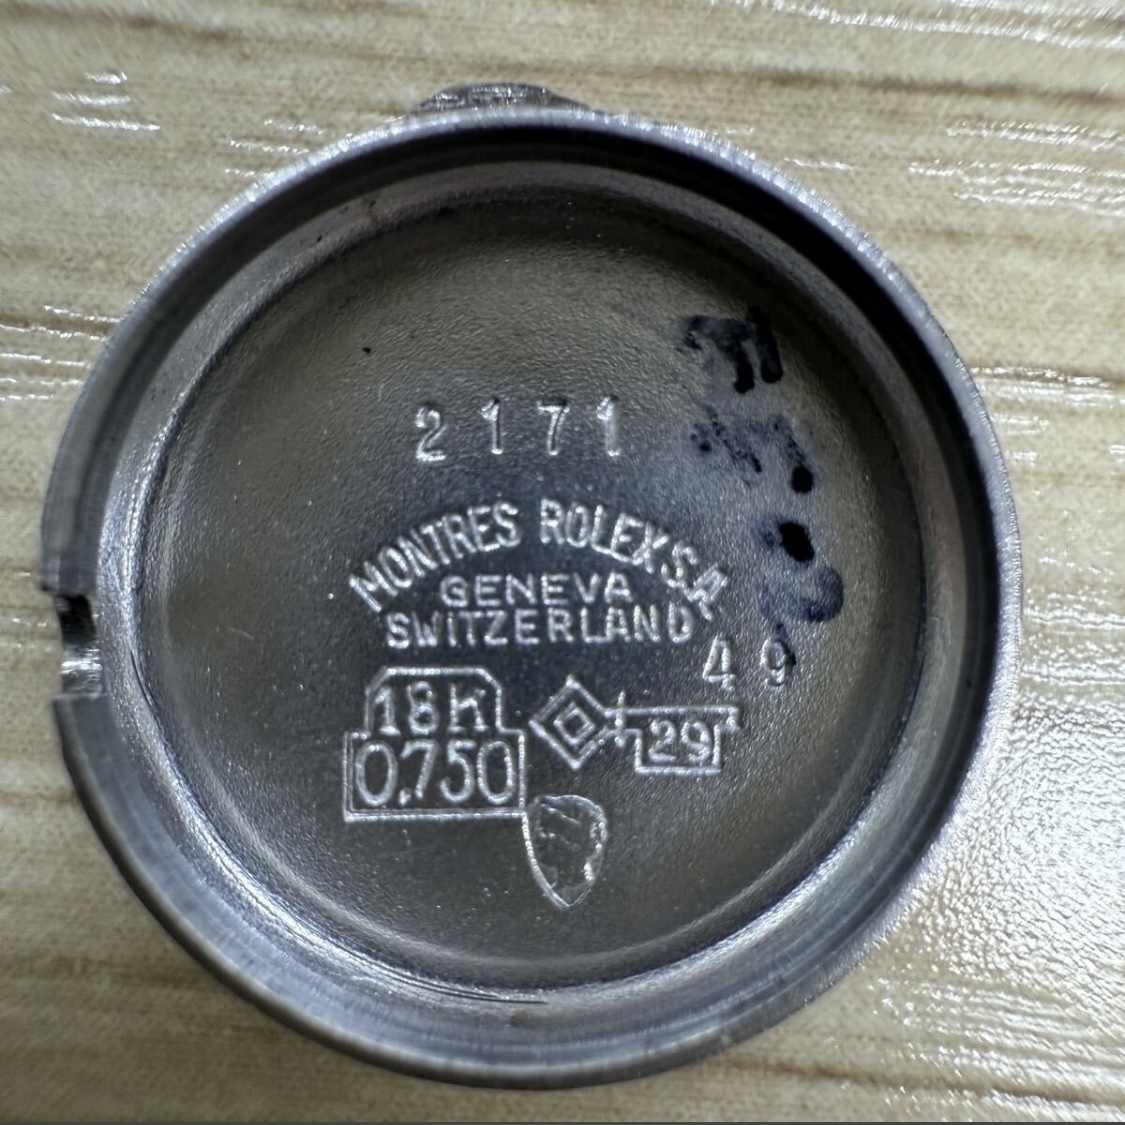 2171
MONTRES ROLEX S.A
GENEVA
SWITZERLAND
49
18K
0.750
29